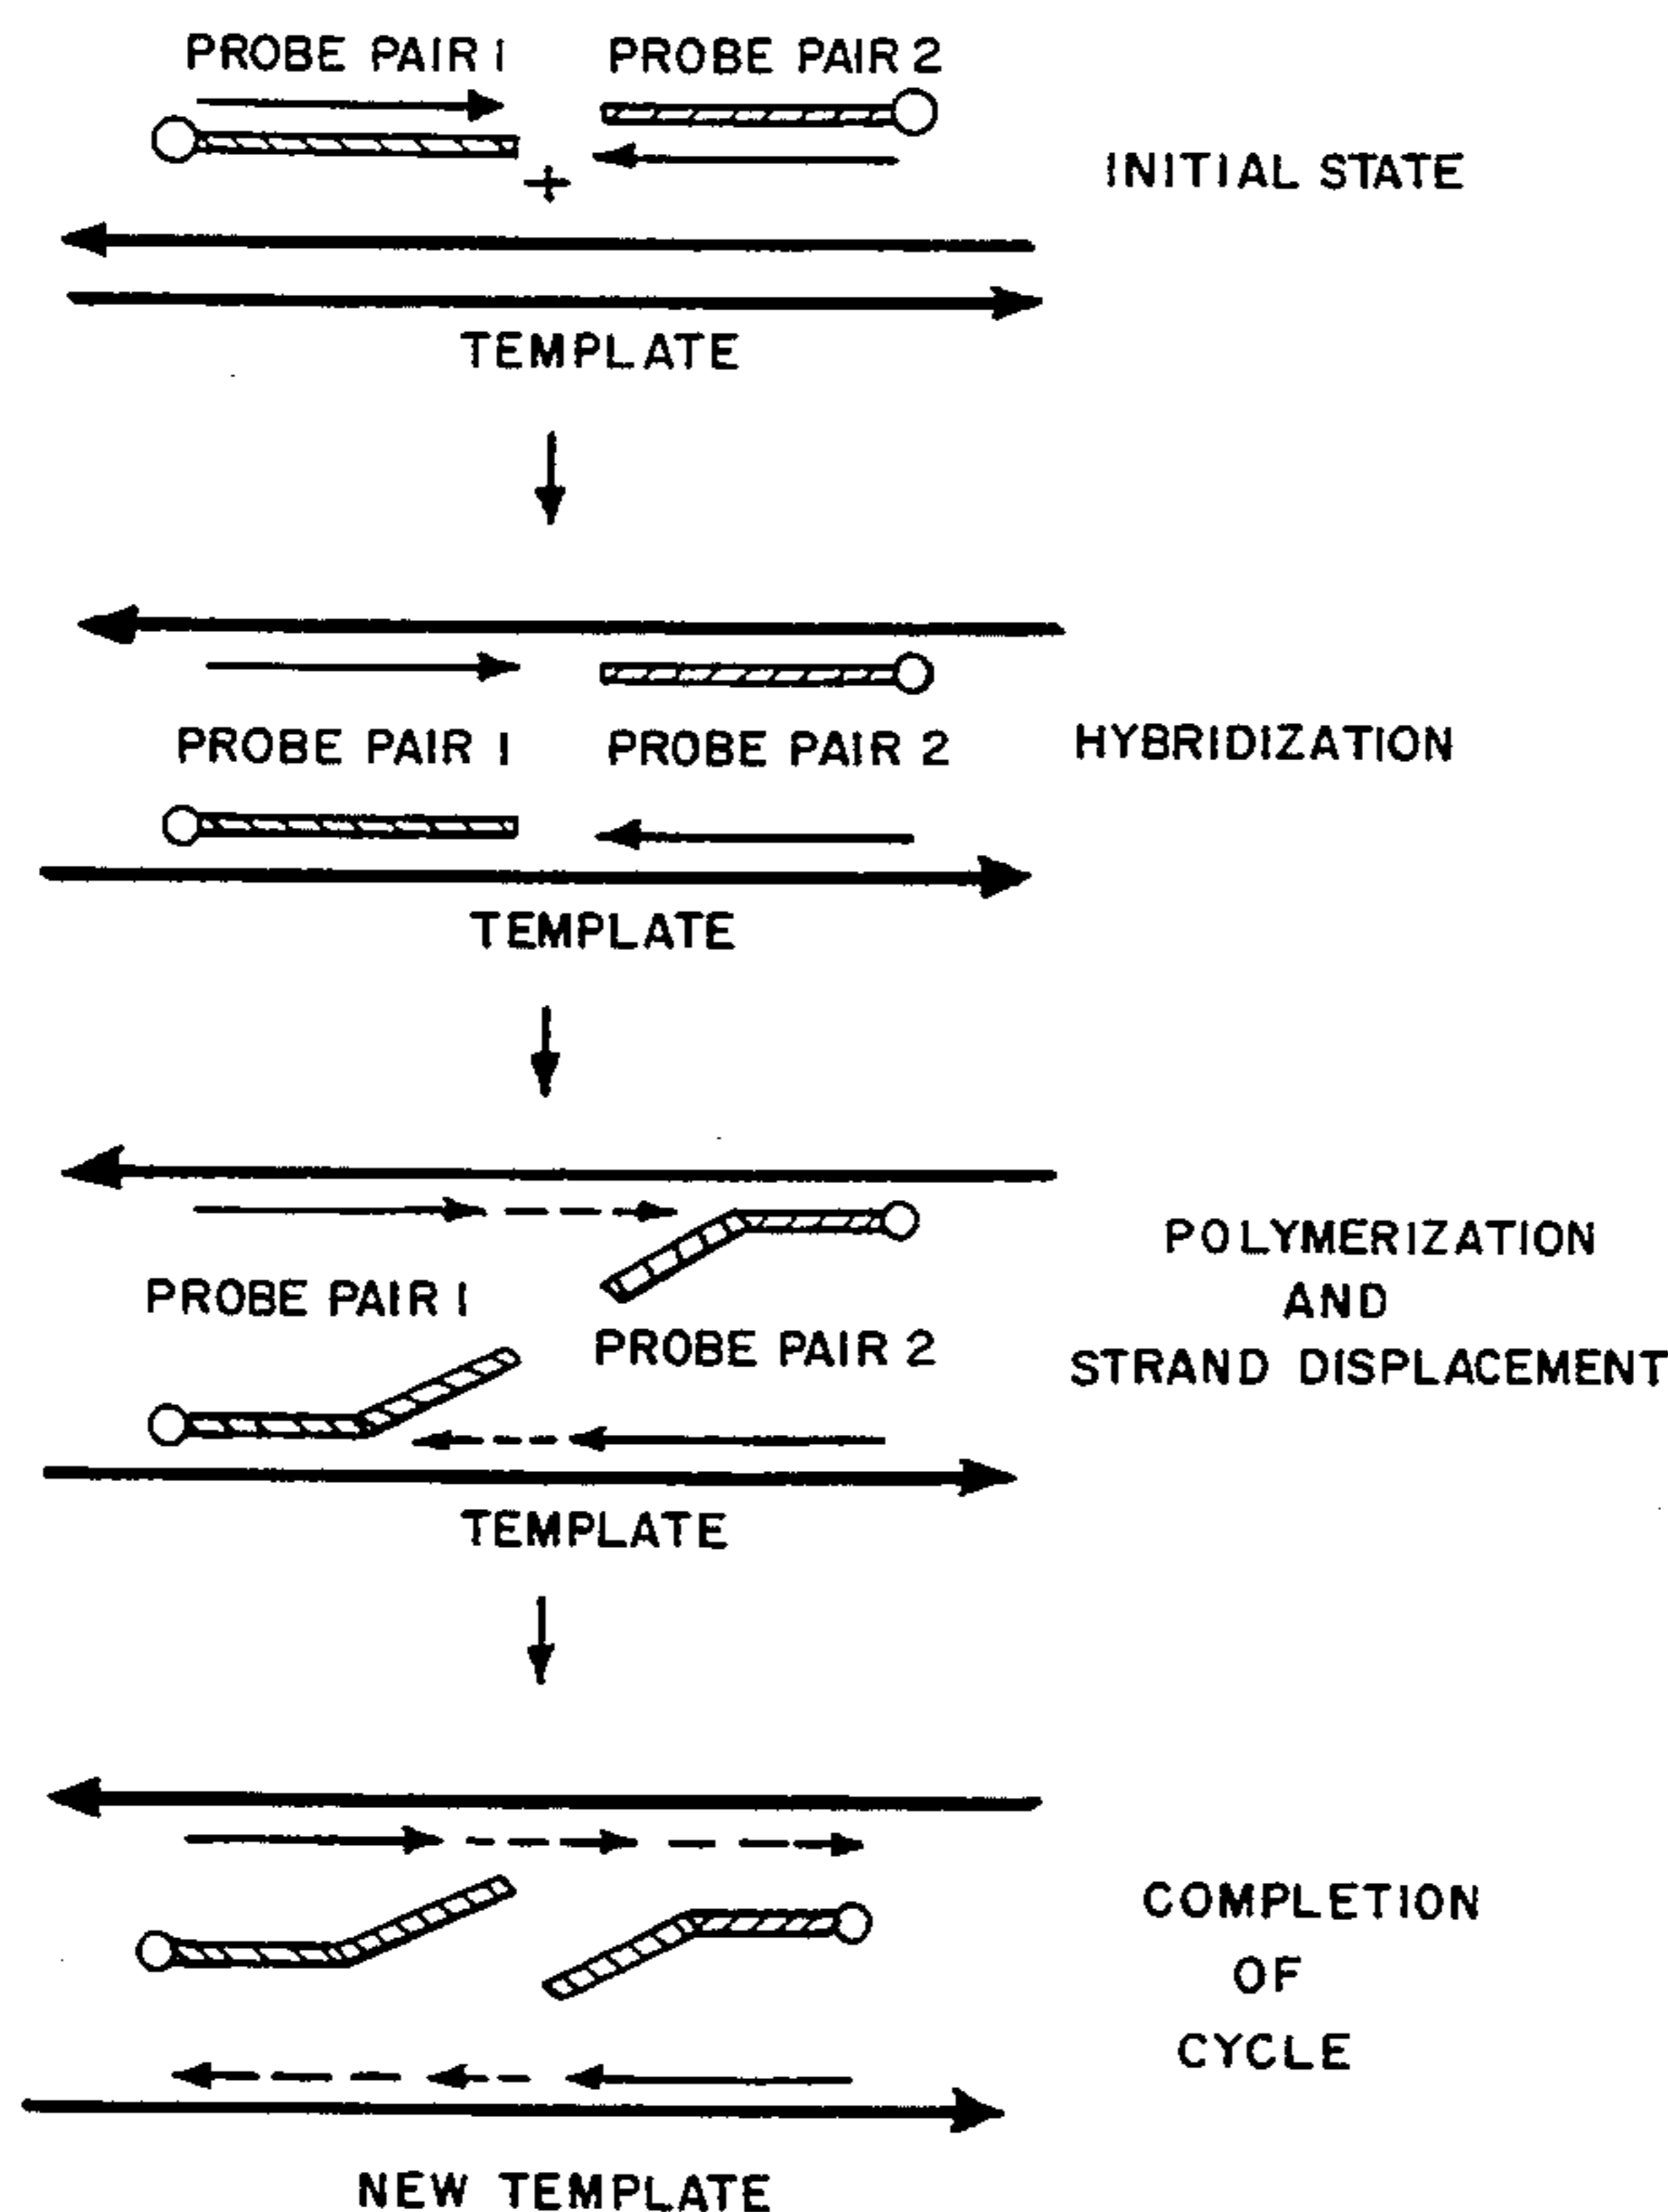 PROBE PAIR 1 PROBE PAIR 2
INITIAL STATE
TEMPLATE
PROBE PAIR 1 PROBE PAIR 2
HYBRIDIZATION
TEMPLATE
PROBE PAIR 1
PROBE PAIR 2
POLYMERIZATION
AND
STRAND DISPLACEMENT
TEMPLATE
COMPLETION
OF
CYCLE
NEW TEMPLATE